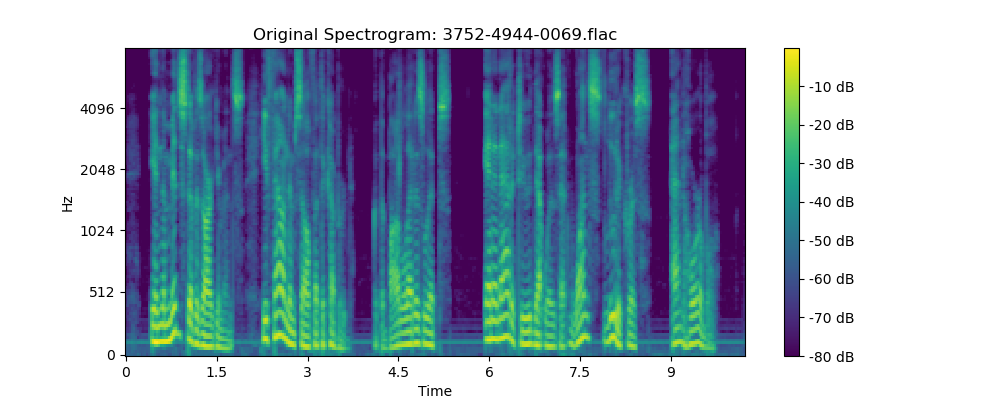 Original Spectrogram: 3752-4944-0069.flac
Hz
4096
2048
1024
512
0
0 1.5 3 4.5 6 7.5 9
Time
-10 dB
-20 dB
-30 dB
-40 dB
-50 dB
-60 dB
-70 dB
-80 dB